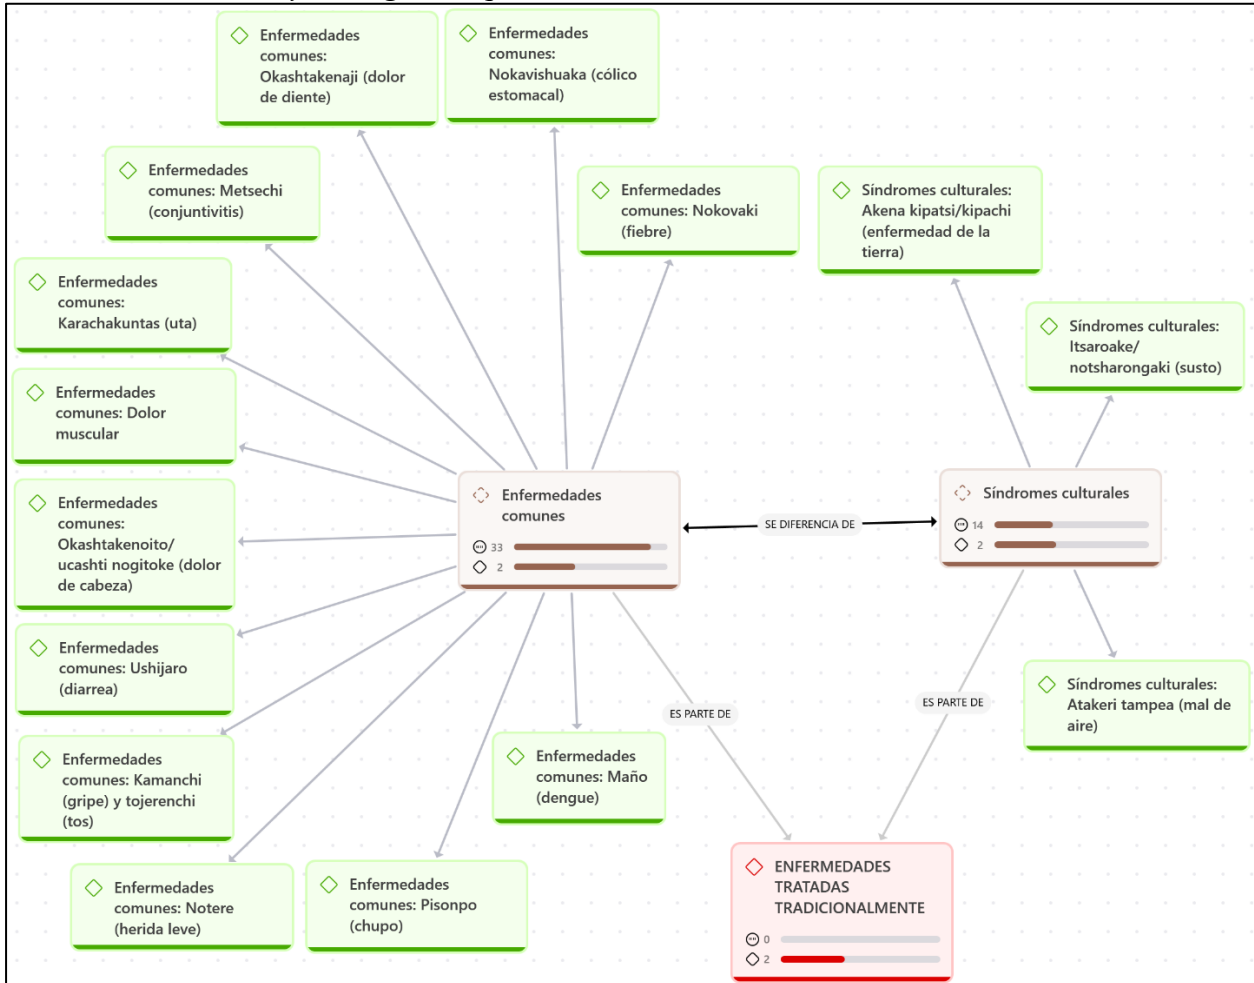 Enfermedades
comunes:
Okashtakenaji (dolor
de diente)
Enfermedades
comunes:
Nokavishuaka (cólico
estomacal)
Enfermedades
comunes: Metsechi
(conjuntivitis)
Enfermedades
comunes: Nokovaki
(fiebre)
Síndromes culturales:
Akena kipatsi/kipachi
(enfermedad de la
tierra)
Enfermedades
comunes:
Karachakuntas (uta)
Síndromes culturales:
Itsaroake/
notsharongaki (susto)
Enfermedades
comunes: Dolor
muscular
Enfermedades
comunes:
Okashtakenoito/
ucashti nogitoke (dolor
de cabeza)
Enfermedades
comunes
33
2
SE DIFERENCIA DE
Síndromes culturales
14
2
Enfermedades
comunes: Ushijaro
(diarrea)
Síndromes culturales:
Atakeri tampea (mal de
aire)
ES PARTE DE
ES PARTE DE
Enfermedades
comunes: Kamanchi
(gripe) y tojerenchi
(tos)
Enfermedades
comunes: Maño
(dengue)
Enfermedades
comunes: Notere
(herida leve)
Enfermedades
comunes: Pisonpo
(chupo)
ENFERMEDADES
TRATADAS
TRADICIONALMENTE
0
2